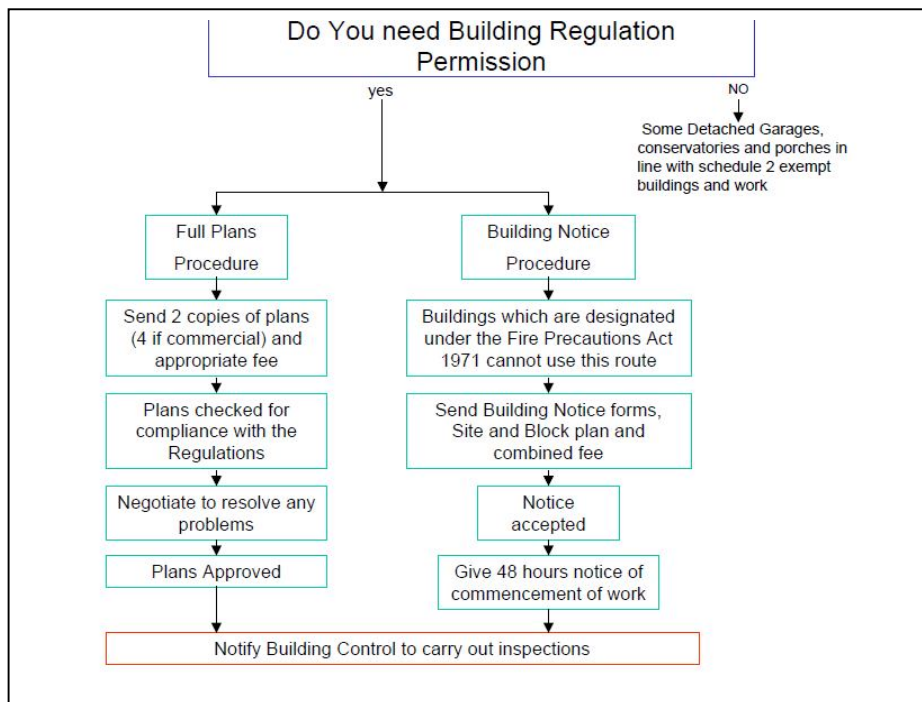 Do You need Building Regulation
Permission
yes
NO
Some Detached Garages,
conservatories and porches in
line with schedule 2 exempt
buildings and work
Full Plans
Procedure
Send 2 copies of plans
(4 if commercial) and
appropriate fee
Plans checked for
compliance with the
Regulations
Negotiate to resolve any
problems
Plans Approved
Building Notice
Procedure
Buildings which are designated
under the Fire Precautions Act
1971 cannot use this route
Send Building Notice forms,
Site and Block plan and
combined fee
Notice
accepted
Give 48 hours notice of
commencement of work
Notify Building Control to carry out inspections